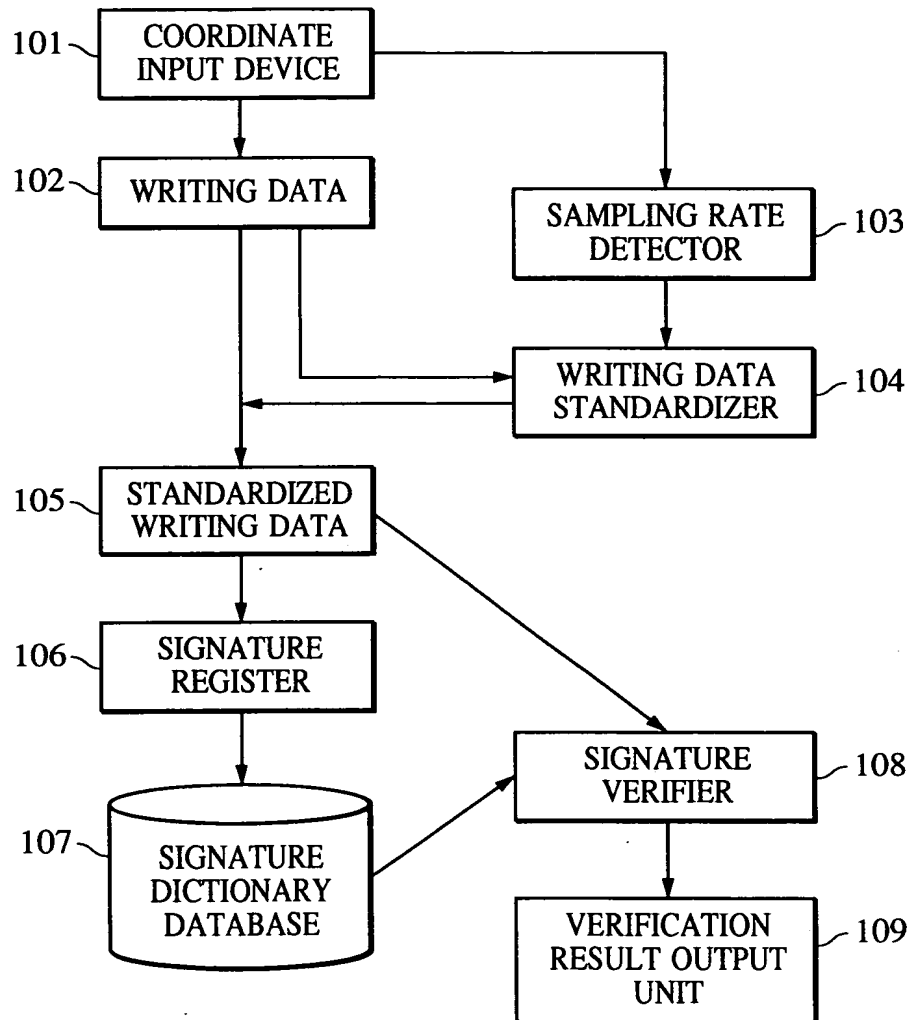 101
COORDINATE
INPUT DEVICE
102
WRITING DATA
SAMPLING RATE
DETECTOR
103
WRITING DATA
STANDARDIZER
104
105
STANDARDIZED
WRITING DATA
106
SIGNATURE
REGISTER
SIGNATURE
VERIFIER
108
107
SIGNATURE
DICTIONARY
DATABASE
VERIFICATION
RESULT OUTPUT
UNIT
109